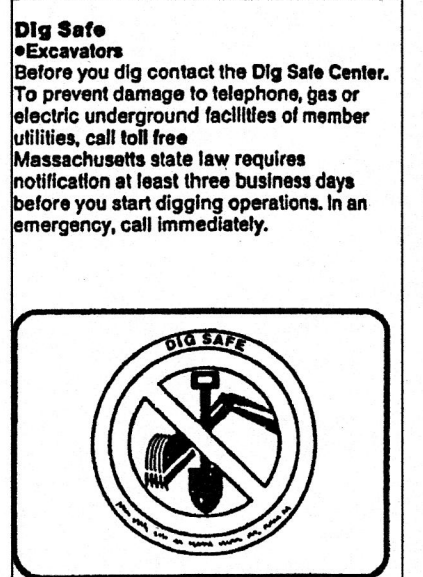 Dig Safe
•Excavators
Before you dig contact the Dig Safe Center.
To prevent damage to telephone, gas or
electric underground facilities of member
utilities, call toll free
Massachusetts state law requires
notification at least three business days
before you start digging operations. In an
emergency, call immediately.
DIG SAFE